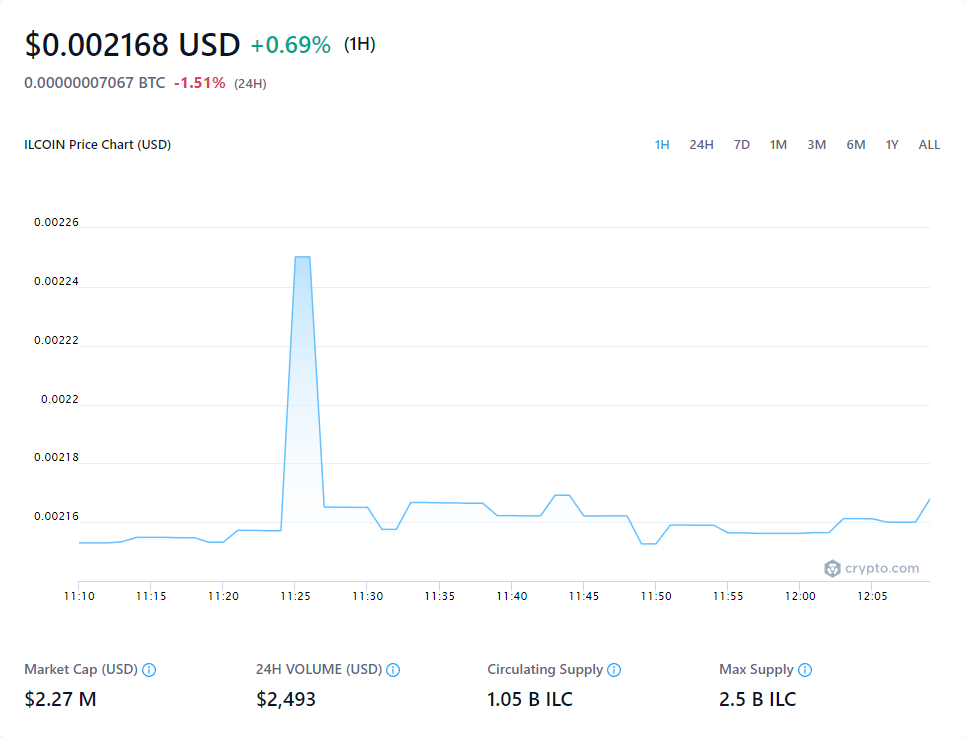 $0.002168 USD +0.69% (1H)
0.00000007067 BTC -1.51% (24H)
ILCOIN Price Chart (USD) 1H 24H 7D 1M 3M 6M 1Y ALL
0.00226
0.00224
0.00222
0.0022
0.00218
0.00216
crypto.com
11:10 11:15 11:20 11:25 11:30 11:35 11:40 11:45 11:50 11:55 12:00 12:05
Market Cap (USD) 24H VOLUME (USD) Circulating Supply Max Supply
$2.27 M $2,493 1.05 B ILC 2.5 B ILC